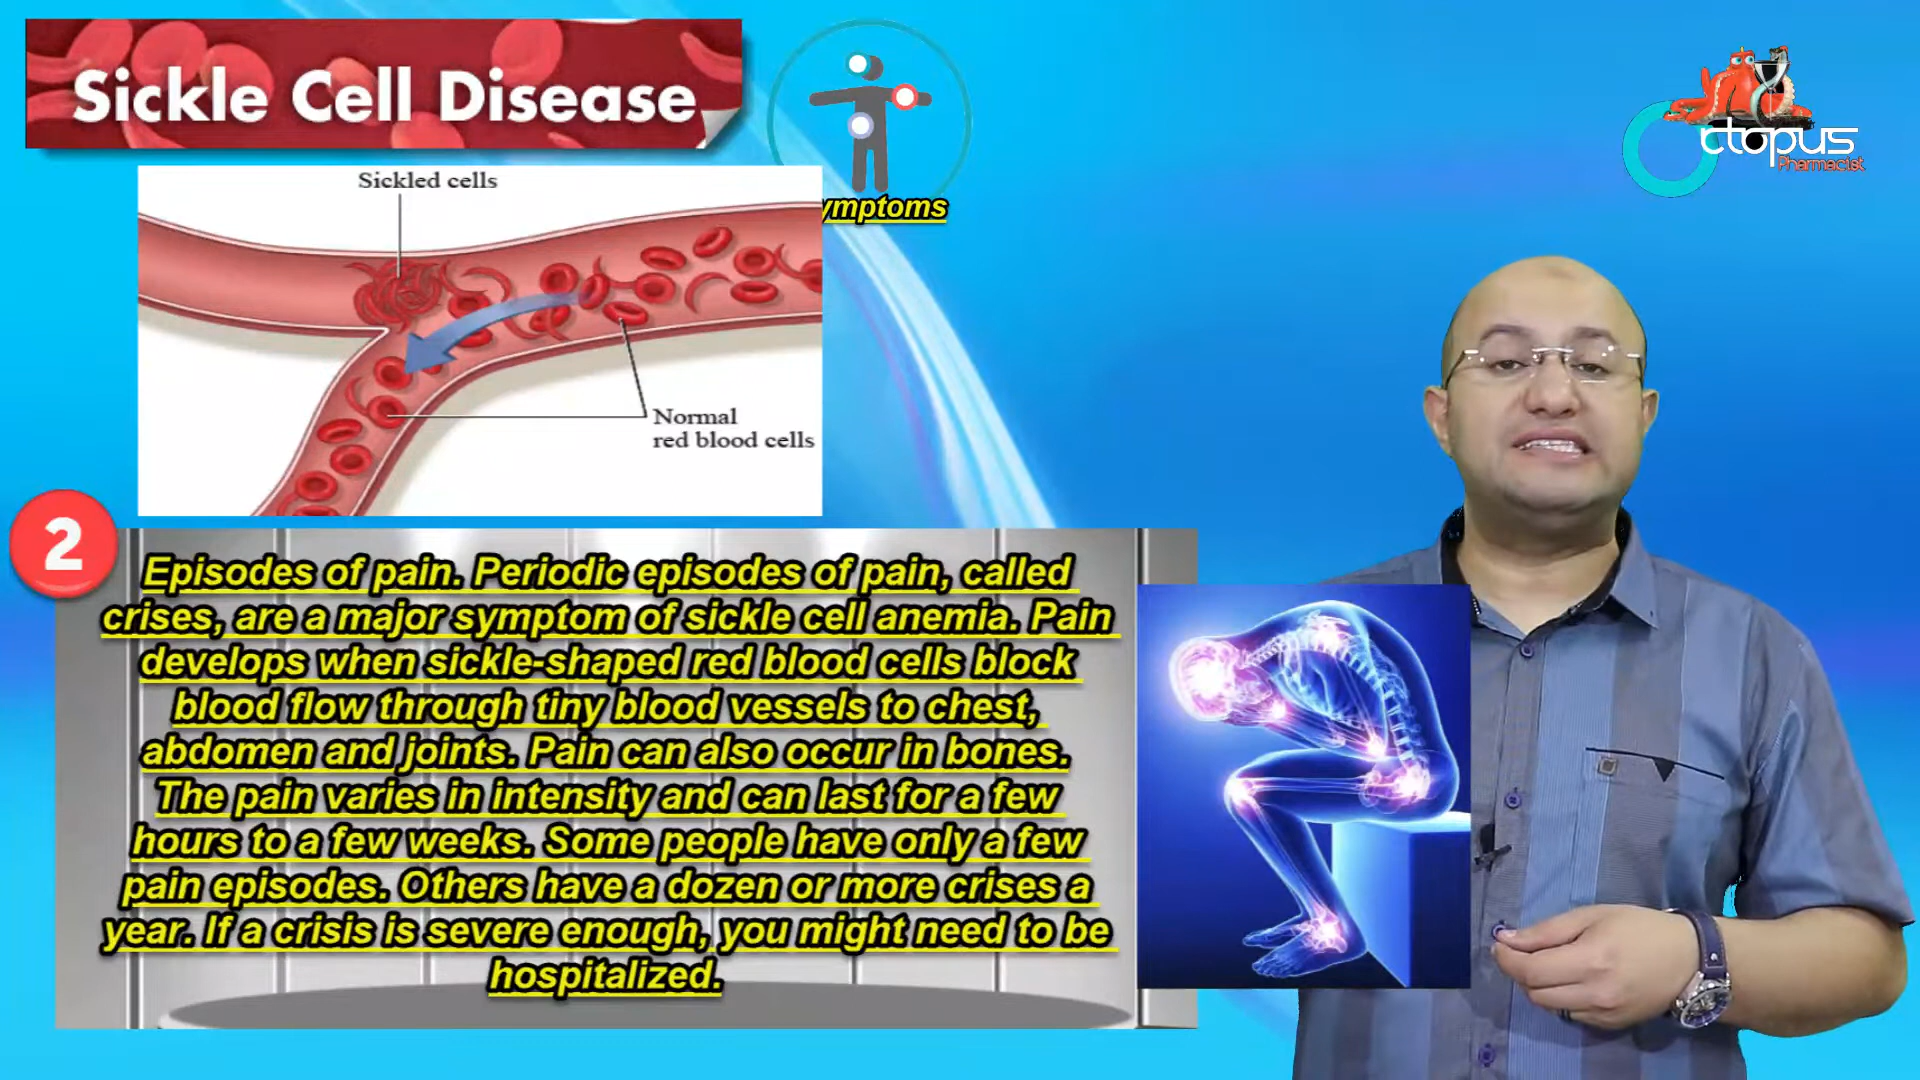 Sickle Cell Disease
Sickled cells
ymptoms
Normal
red blood cells
ctopus
Pharmacist
2
Episodes of pain. Periodic episodes of pain, called
crises, are a major symptom of sickle cell anemia. Pain
develops when sickle-shaped red blood cells block
blood flow through tiny blood vessels to chest,
abdomen and joints. Pain can also occur in bones.
The pain varies in intensity and can last for a few
hours to a few weeks. Some people have only a few
pain episodes. Others have a dozen or more crises a
year. If a crisis is severe enough, you might need to be
hospitalized.